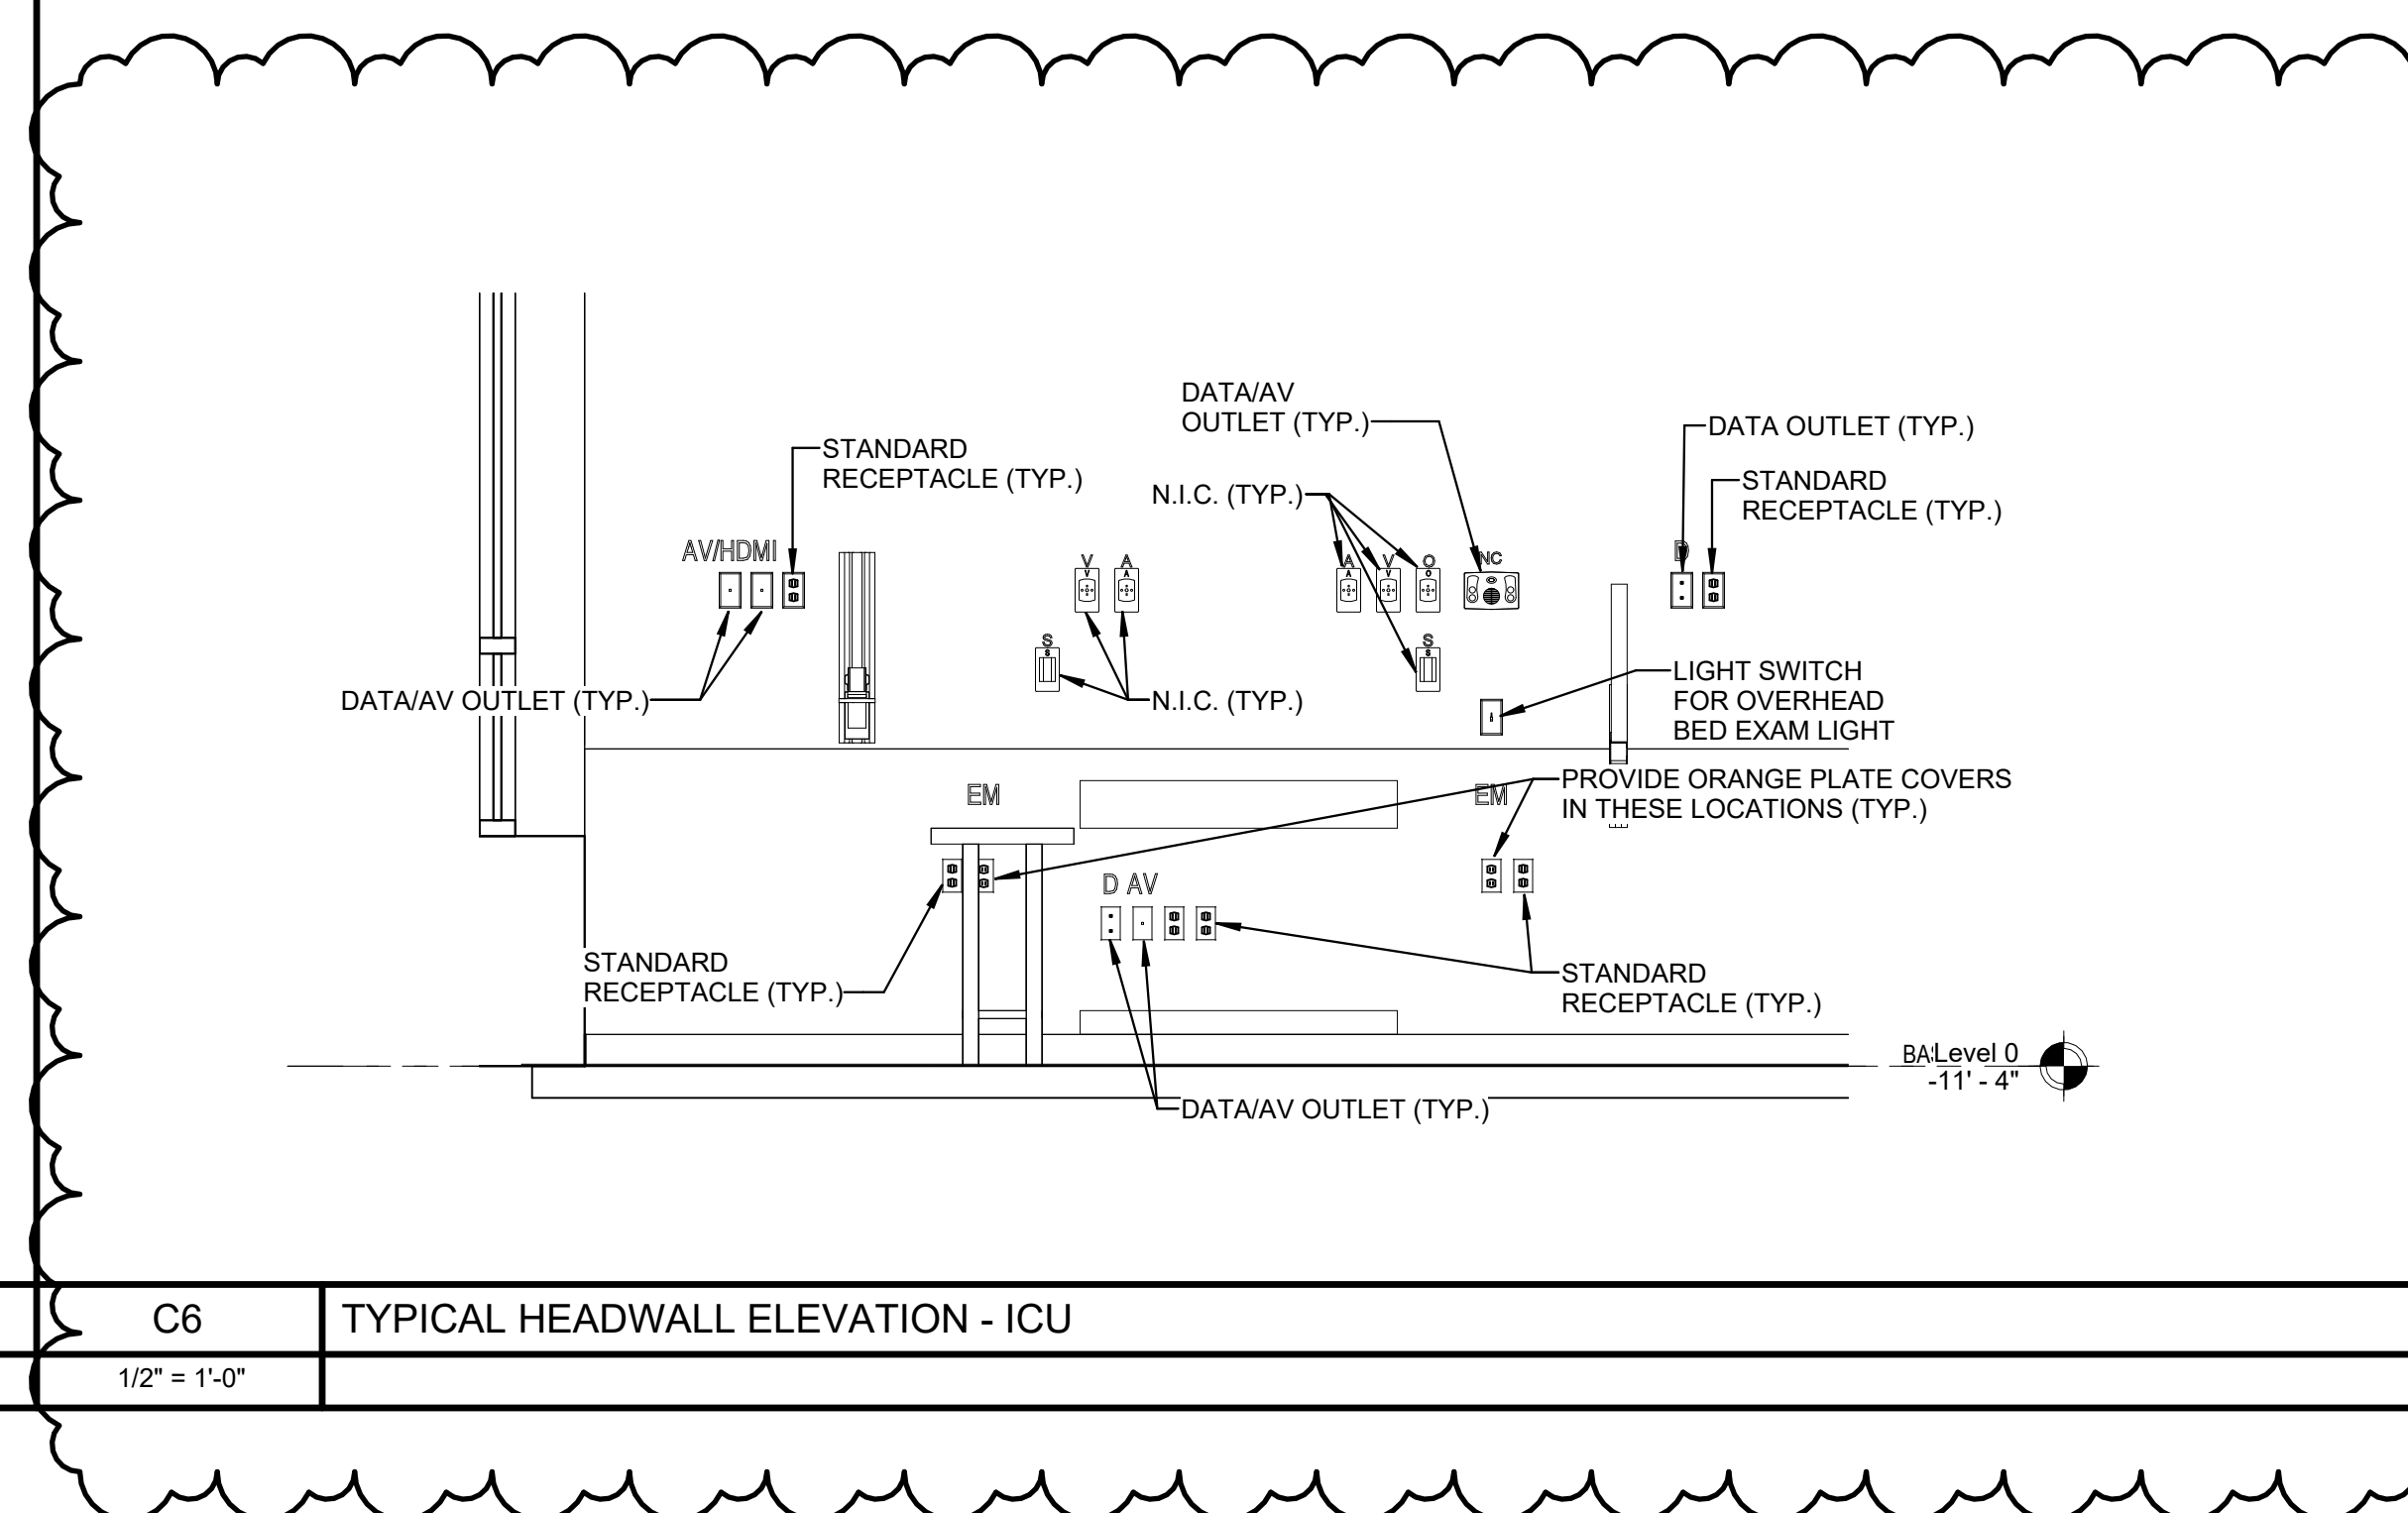 DATA/AV
OUTLET (TYP.)
DATA OUTLET (TYP.)
STANDARD
RECEPTACLE (TYP.)
STANDARD
RECEPTACLE (TYP.)
N.I.C. (TYP.)
AV/HDMI
V
A
A
V
O
NC
D
V
A
A
V
O
S
S
S
S
DATA/AV OUTLET (TYP.)
N.I.C. (TYP.)
LIGHT SWITCH
FOR OVERHEAD
BED EXAM LIGHT
EM
EM
PROVIDE ORANGE PLATE COVERS
IN THESE LOCATIONS (TYP.)
D AV
STANDARD
RECEPTACLE (TYP.)
STANDARD
RECEPTACLE (TYP.)
Level 0
-11' - 4"
DATA/AV OUTLET (TYP.)
C6
TYPICAL HEADWALL ELEVATION - ICU
1/2" = 1'-0"